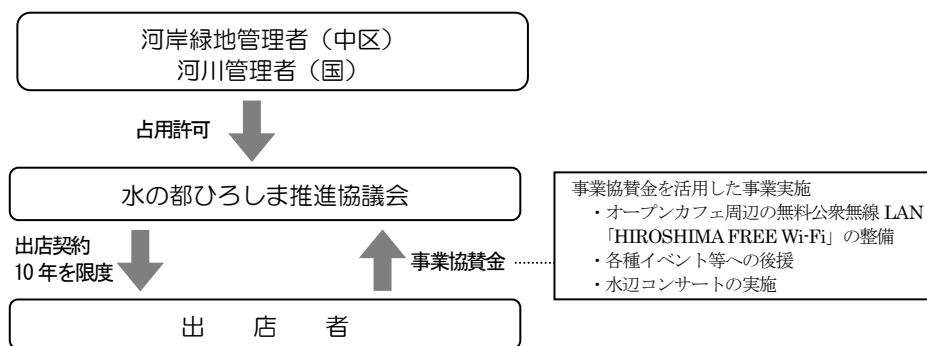 河岸緑地管理者（中区）
河川管理者（国）
占用許可
水の都ひろしま推進協議会
出店契約
10年を限度
事業協賛金
事業協賛金を活用した事業実施
・オープンカフェ周辺の無料公衆無線 LAN
「HIROSHIMA FREE Wi-Fi」の整備
・各種イベント等への後援
・水辺コンサートの実施
出　店　者